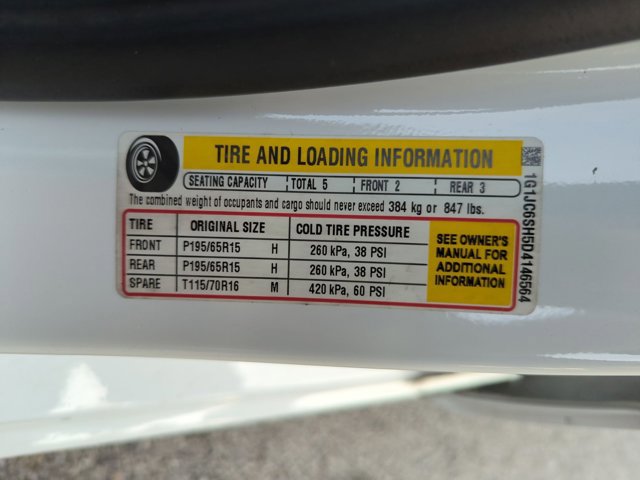 TIRE AND LOADING INFORMATION
SEATING CAPACITY TOTAL 5 FRONT 2 REAR 3
The combined weight of occupants and cargo should never exceed 384 kg or 847 lbs.
TIRE ORIGINAL SIZE COLD TIRE PRESSURE
FRONT P195/65R15 H 260 kPa, 38 PSI
REAR P195/65R15 H 260 kPa, 38 PSI
SPARE T115/70R16 M 420 kPa, 60 PSI
SEE OWNER'S
MANUAL FOR
ADDITIONAL
INFORMATION
1G1JC6SH5D4146564